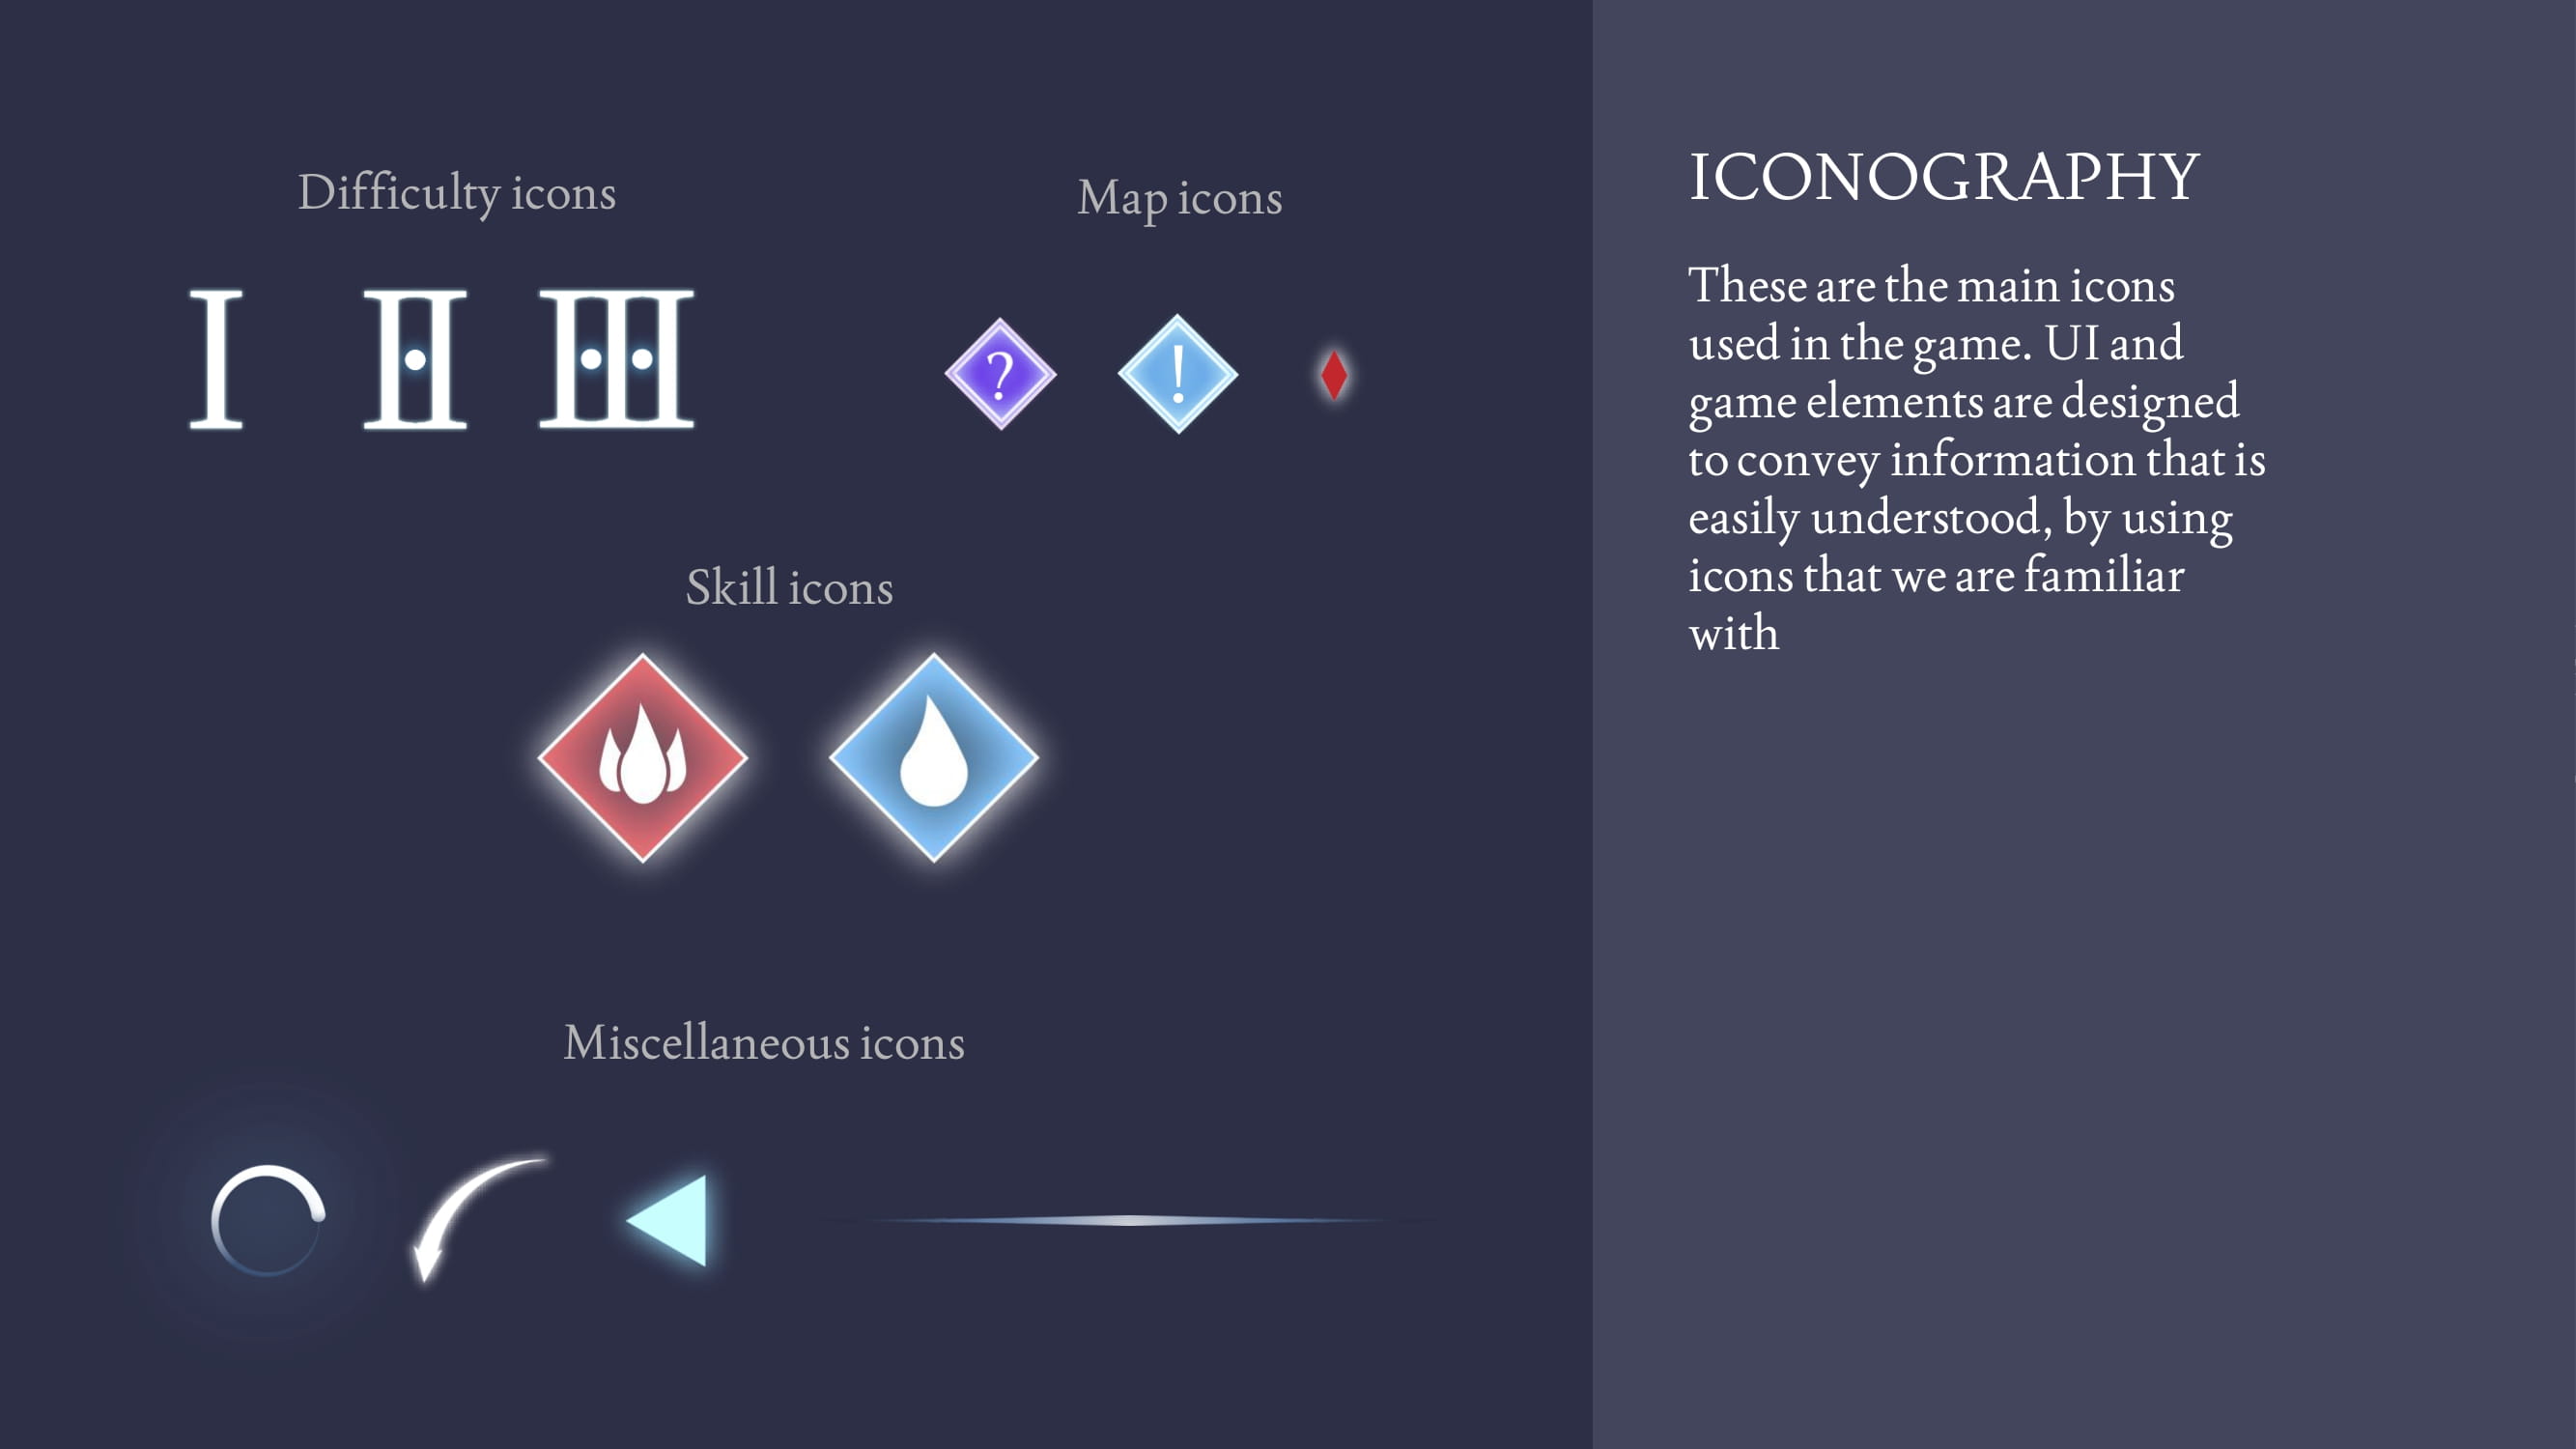 Difficulty icons
I II III
Map icons
? !
Skill icons
Miscellaneous icons
ICONOGRAPHY
These are the main icons
used in the game. UI and
game elements are designed
to convey information that is
easily understood, by using
icons that we are familiar
with